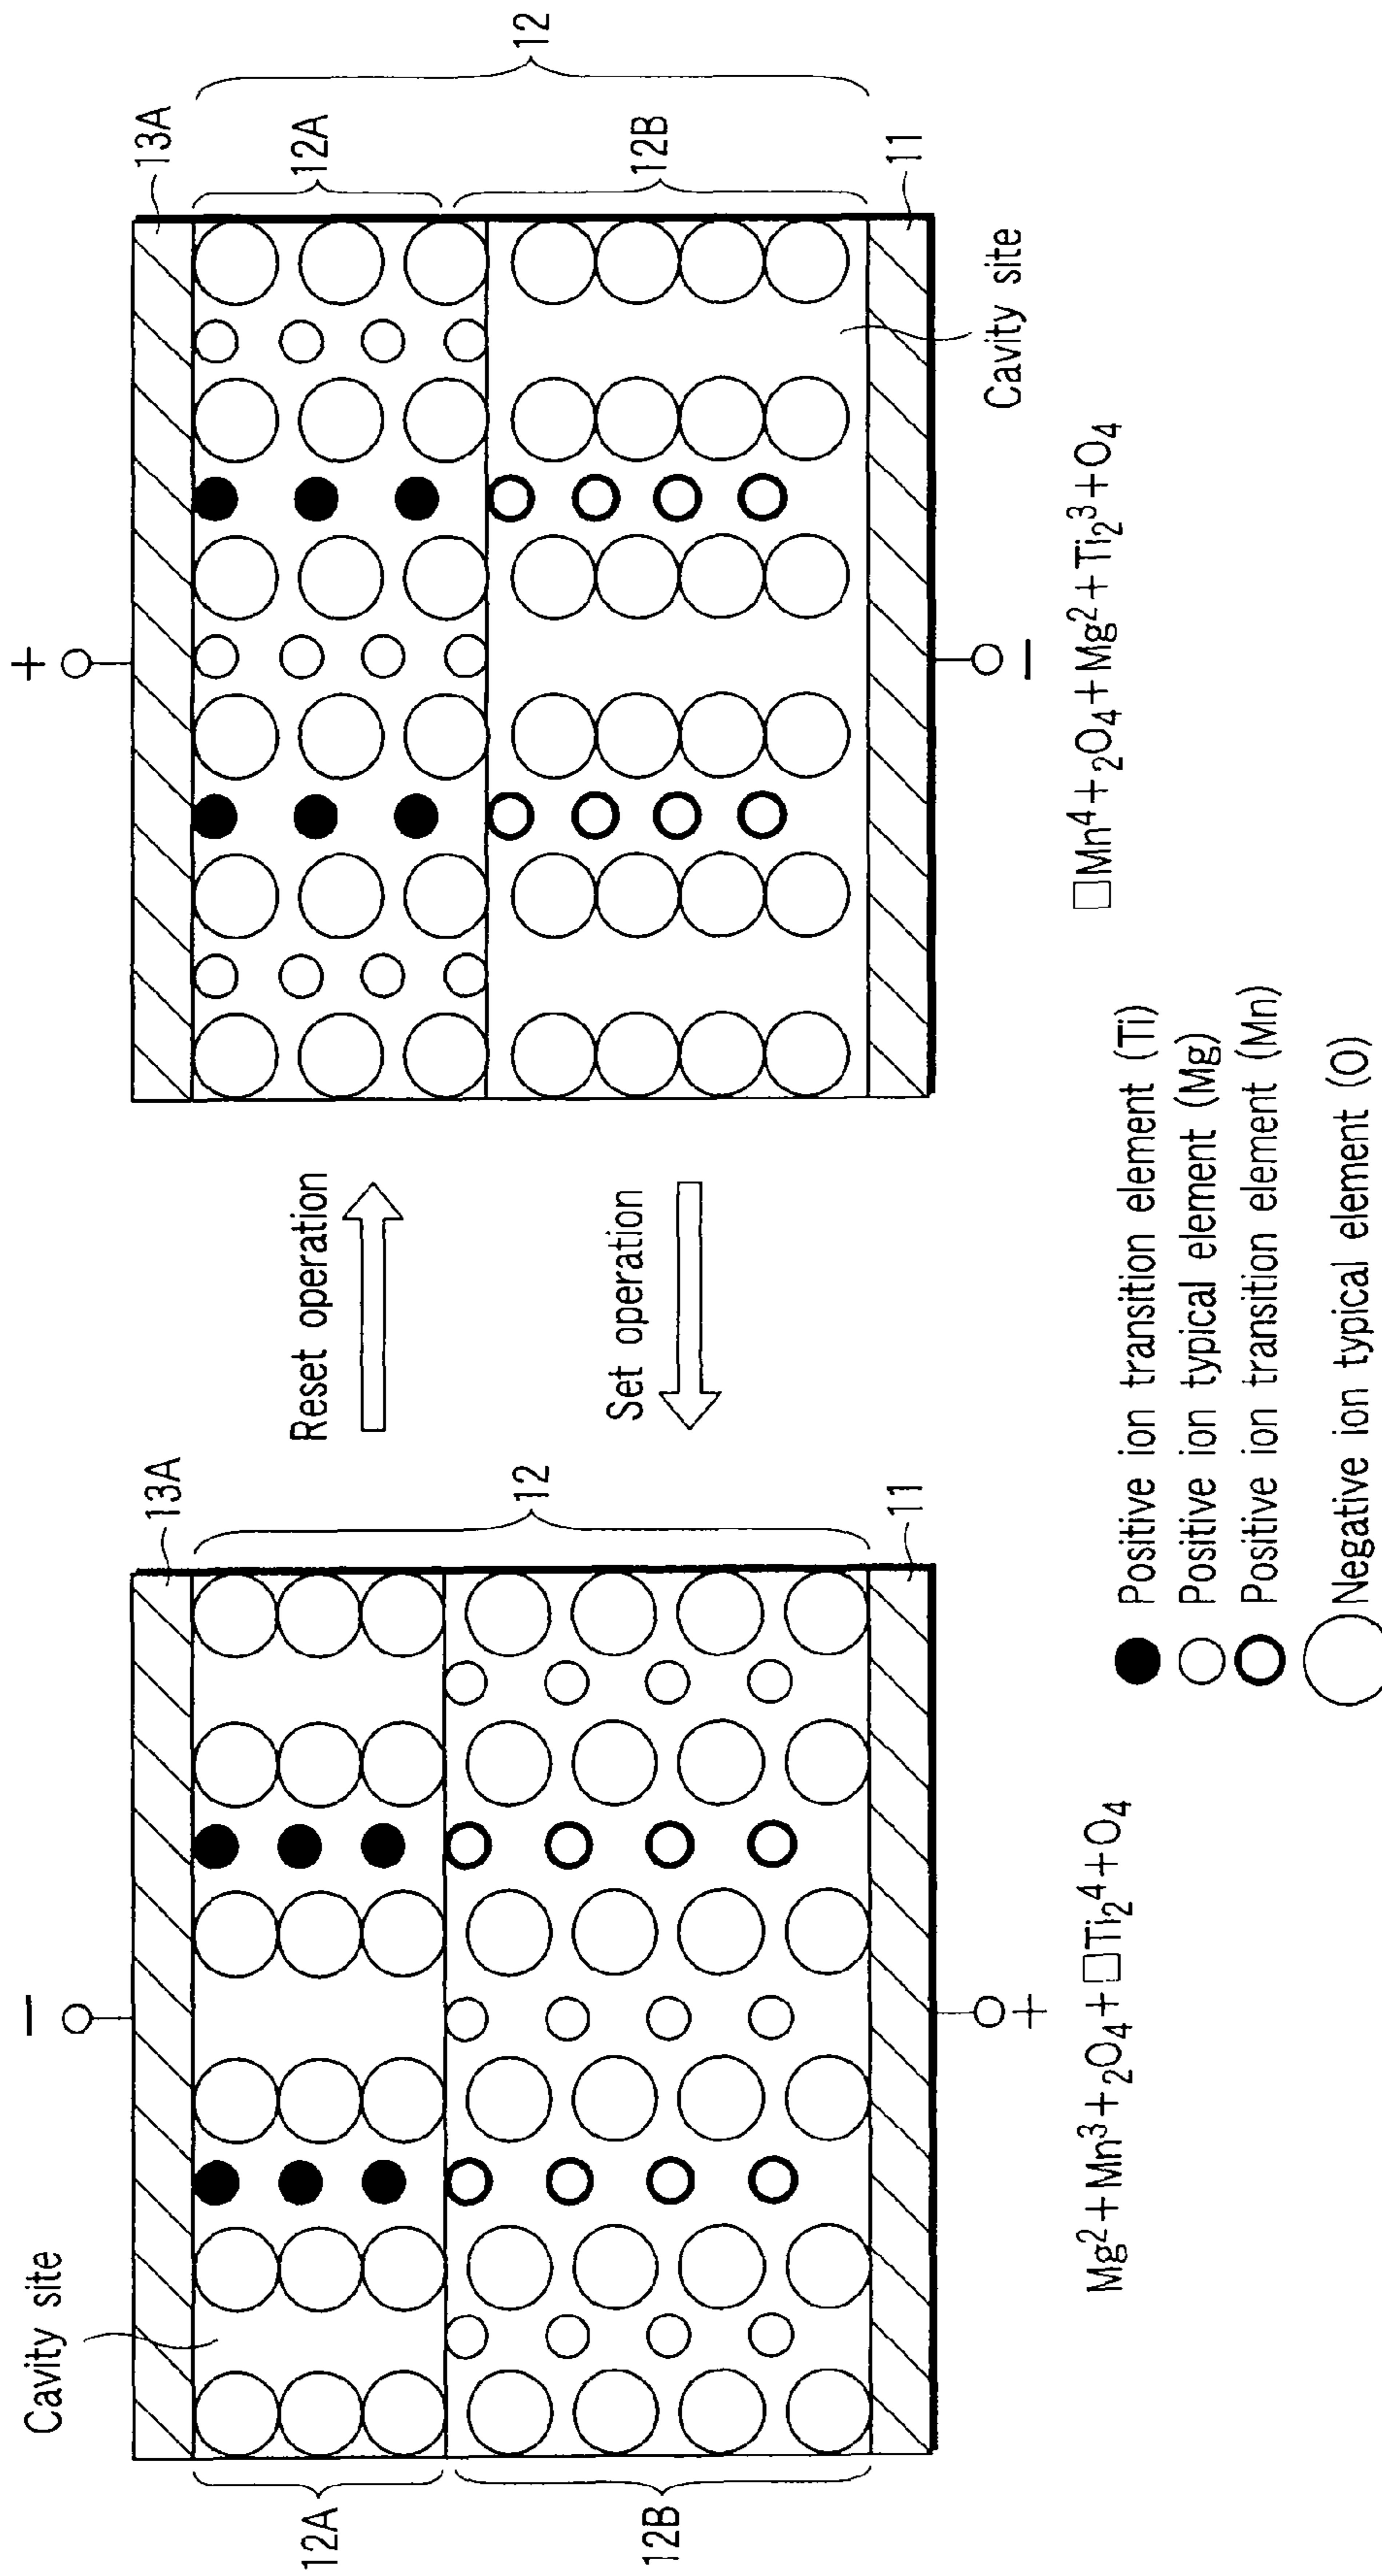 Cavity site
−
13A
12A
12B
12
11
+
Mg²+Mn³+₂O₄+□Ti₂⁴+O₄
Reset operation
Set operation
+
13A
12A
12B
12
11
Cavity site
−
□Mn⁴+₂O₄+Mg²+Ti₂³+O₄
Positive ion transition element (Ti)
Positive ion typical element (Mg)
Positive ion transition element (Mn)
Negative ion typical element (O)